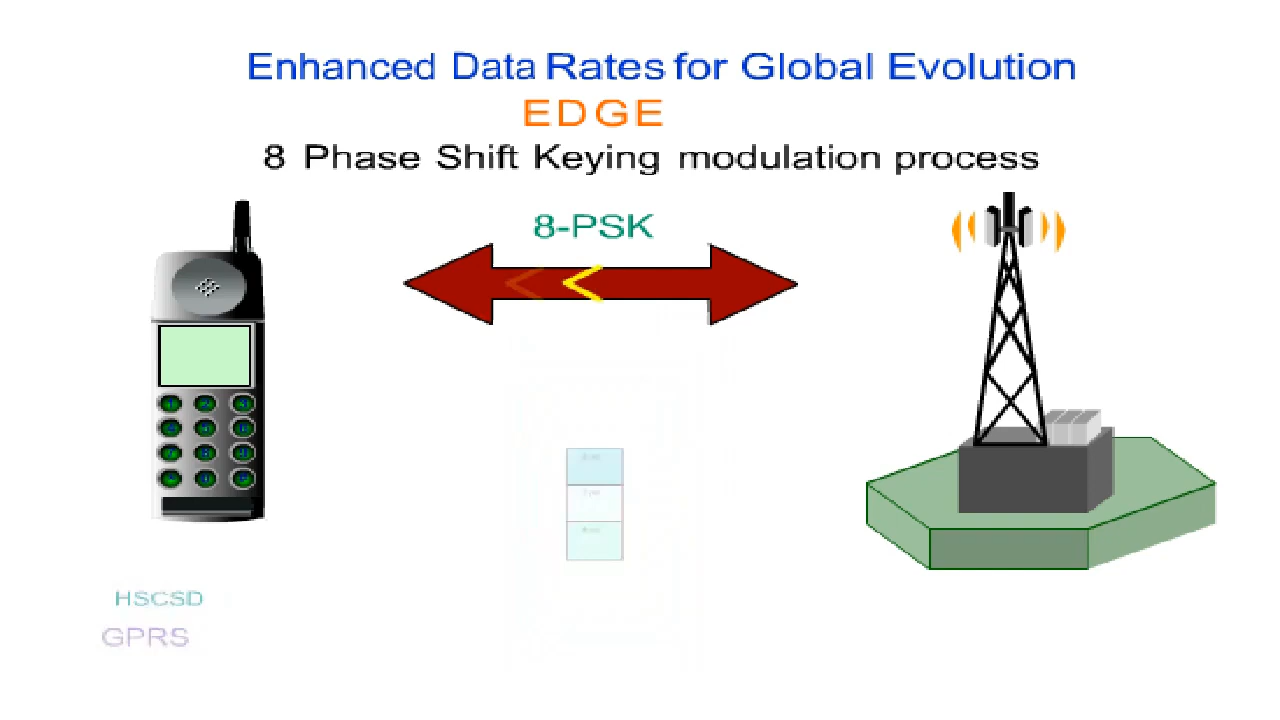 Enhanced Data Rates for Global Evolution
EDGE
8 Phase Shift Keying modulation process
8-PSK
HSCSD
GPRS